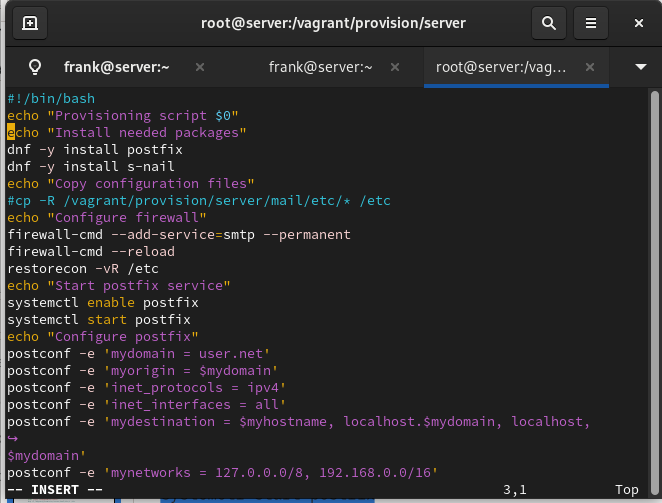 root@server:/vagrant/provision/server
frank@server:~ × frank@server:~ × root@server:/vag... ×
#!/bin/bash
echo "Provisioning script $0"
echo "Install needed packages"
dnf -y install postfix
dnf -y install s-nail
echo "Copy configuration files"
#cp -R /vagrant/provision/server/mail/etc/* /etc
echo "Configure firewall"
firewall-cmd --add-service=smtp --permanent
firewall-cmd --reload
restorecon -vR /etc
echo "Start postfix service"
systemctl enable postfix
systemctl start postfix
echo "Configure postfix"
postconf -e 'mydomain = user.net'
postconf -e 'myorigin = $mydomain'
postconf -e 'inet_protocols = ipv4'
postconf -e 'inet_interfaces = all'
postconf -e 'mydestination = $myhostname, localhost.$mydomain, localhost,
↪
$mydomain'
postconf -e 'mynetworks = 127.0.0.0/8, 192.168.0.0/16'
-- INSERT -- 3,1 Top